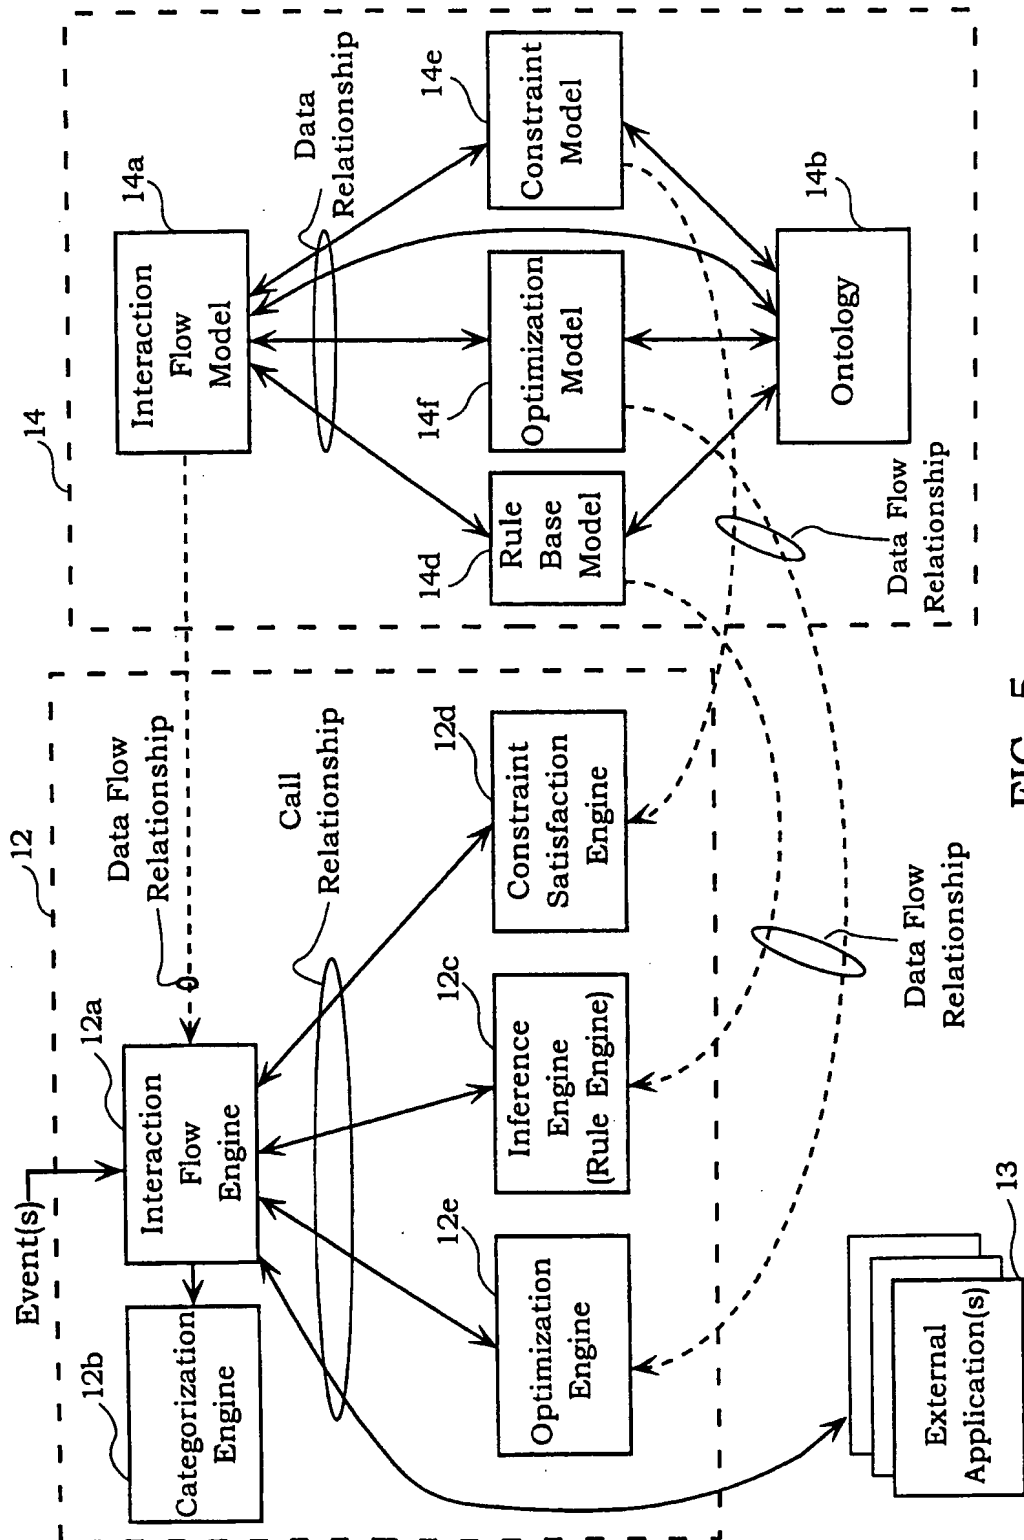 12
Event(s)
12b
Categorization
Engine
12a
Interaction
Flow
Engine
Data Flow
Relationship
Call
Relationship
12e
Optimization
Engine
12c
Inference
Engine
(Rule Engine)
12d
Constraint
Satisfaction
Engine
External
Application(s)
13
Data Flow
Relationship
14
14a
Interaction
Flow
Model
Data
Relationship
14d
Rule
Base
Model
14f
Optimization
Model
14e
Constraint
Model
14b
Ontology
Data Flow
Relationship
FIG. 5